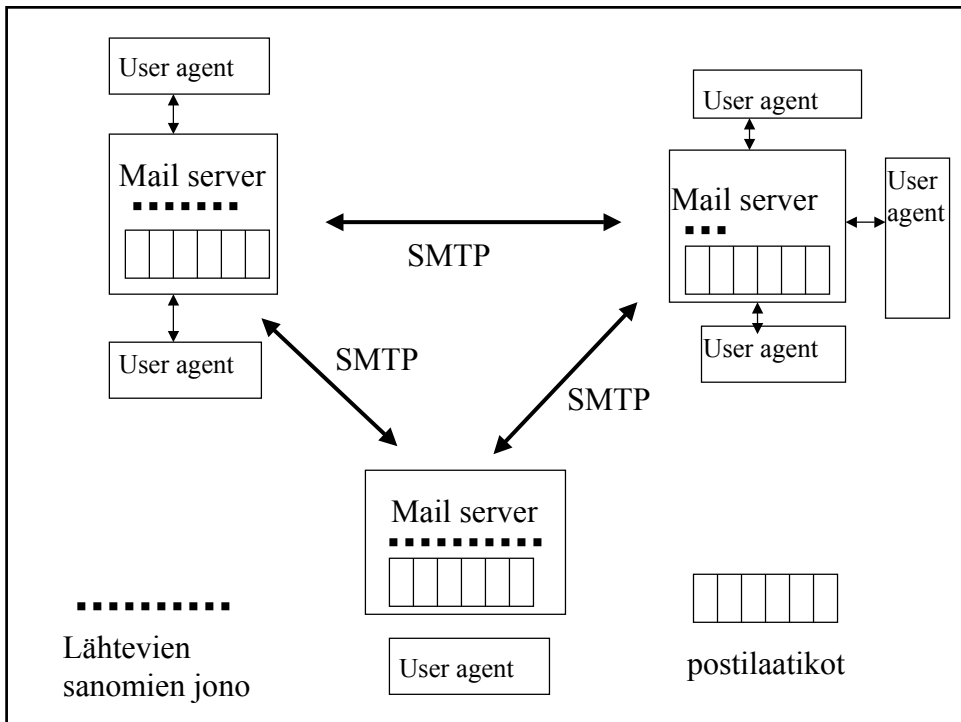 User agent
User agent
Mail server
Mail server
User
agent
SMTP
User agent
User agent
SMTP
SMTP
Mail server
Lähtevien
sanomien jono
User agent
postilaatikot